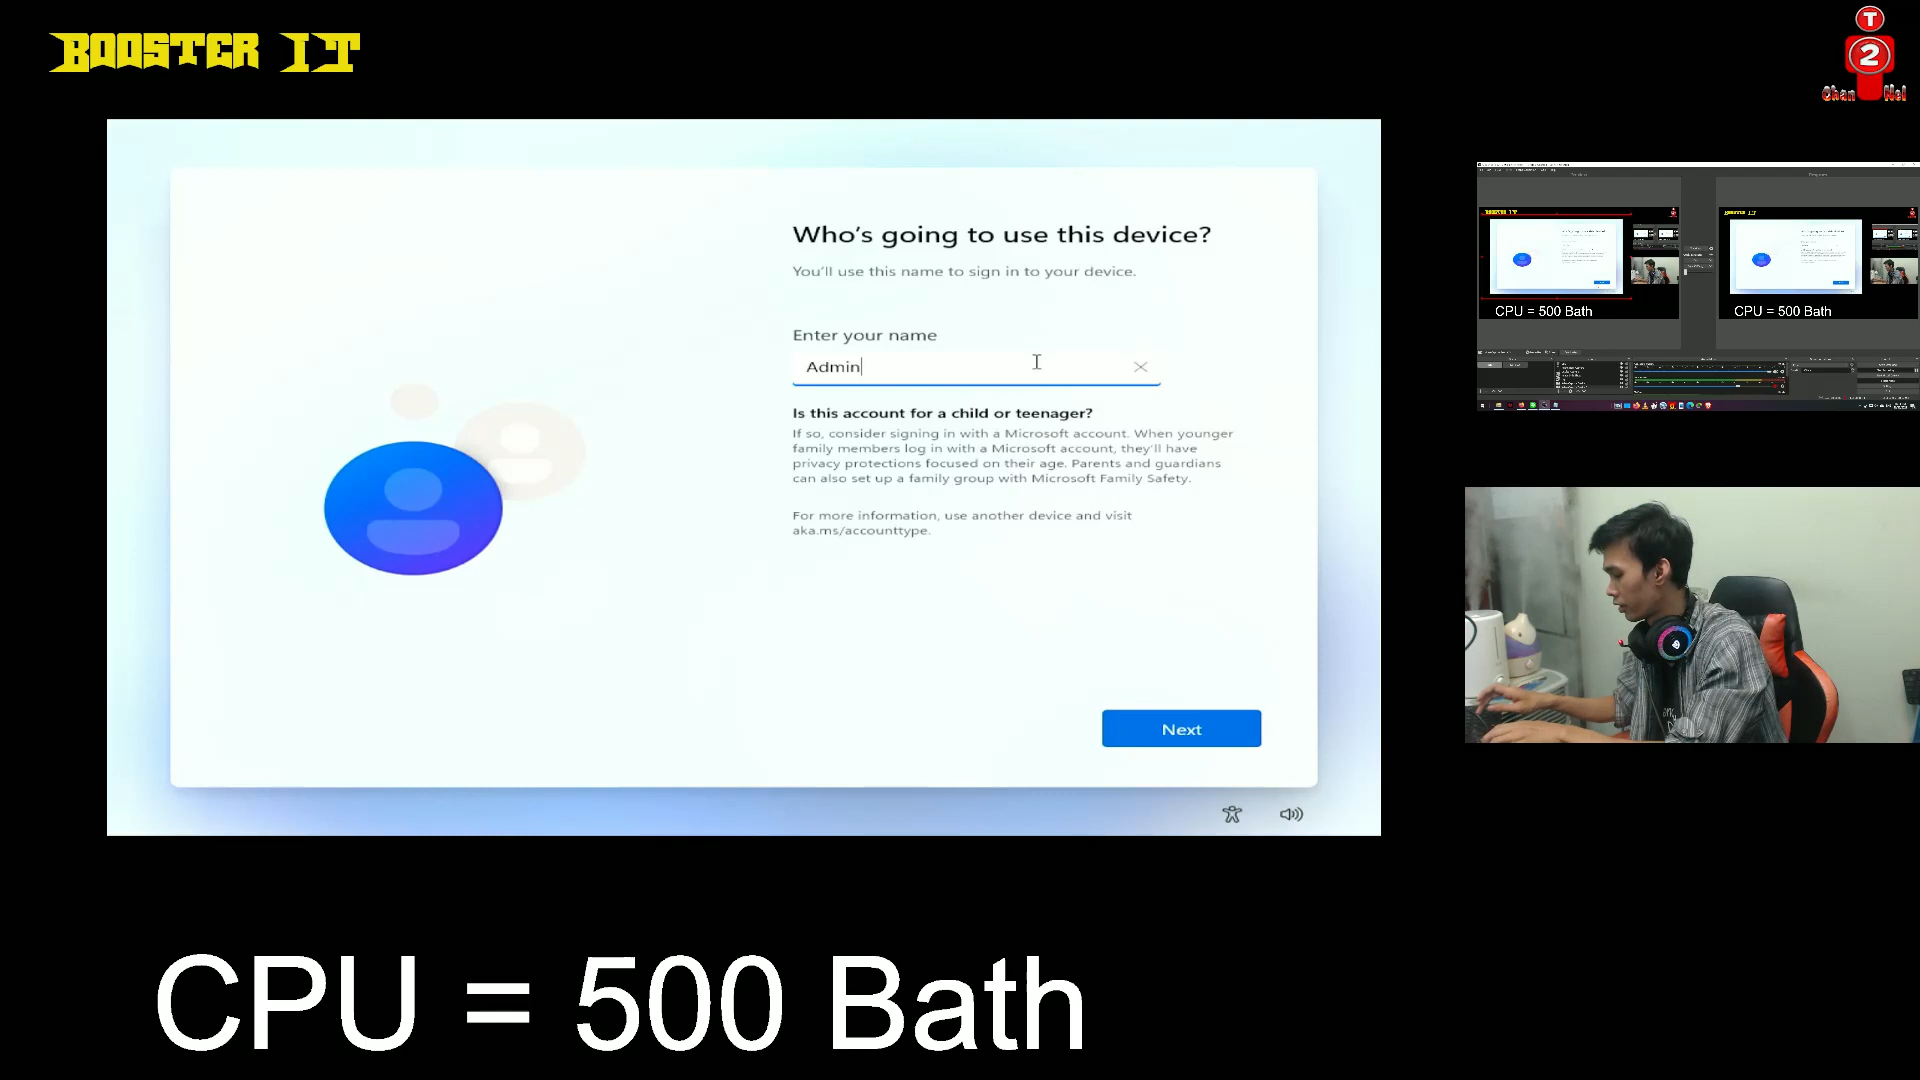 BOOSTER IT
T
2
Chan Nel
Who's going to use this device?
You'll use this name to sign in to your device.
Enter your name
Admin
Is this account for a child or teenager?
If so, consider signing in with a Microsoft account. When younger
family members log in with a Microsoft account, they'll have
privacy protections focused on their age. Parents and guardians
can also set up a family group with Microsoft Family Safety.
For more information, use another device and visit
aka.ms/accounttype.
Next
CPU = 500 Bath
CPU = 500 Bath
CPU = 500 Bath